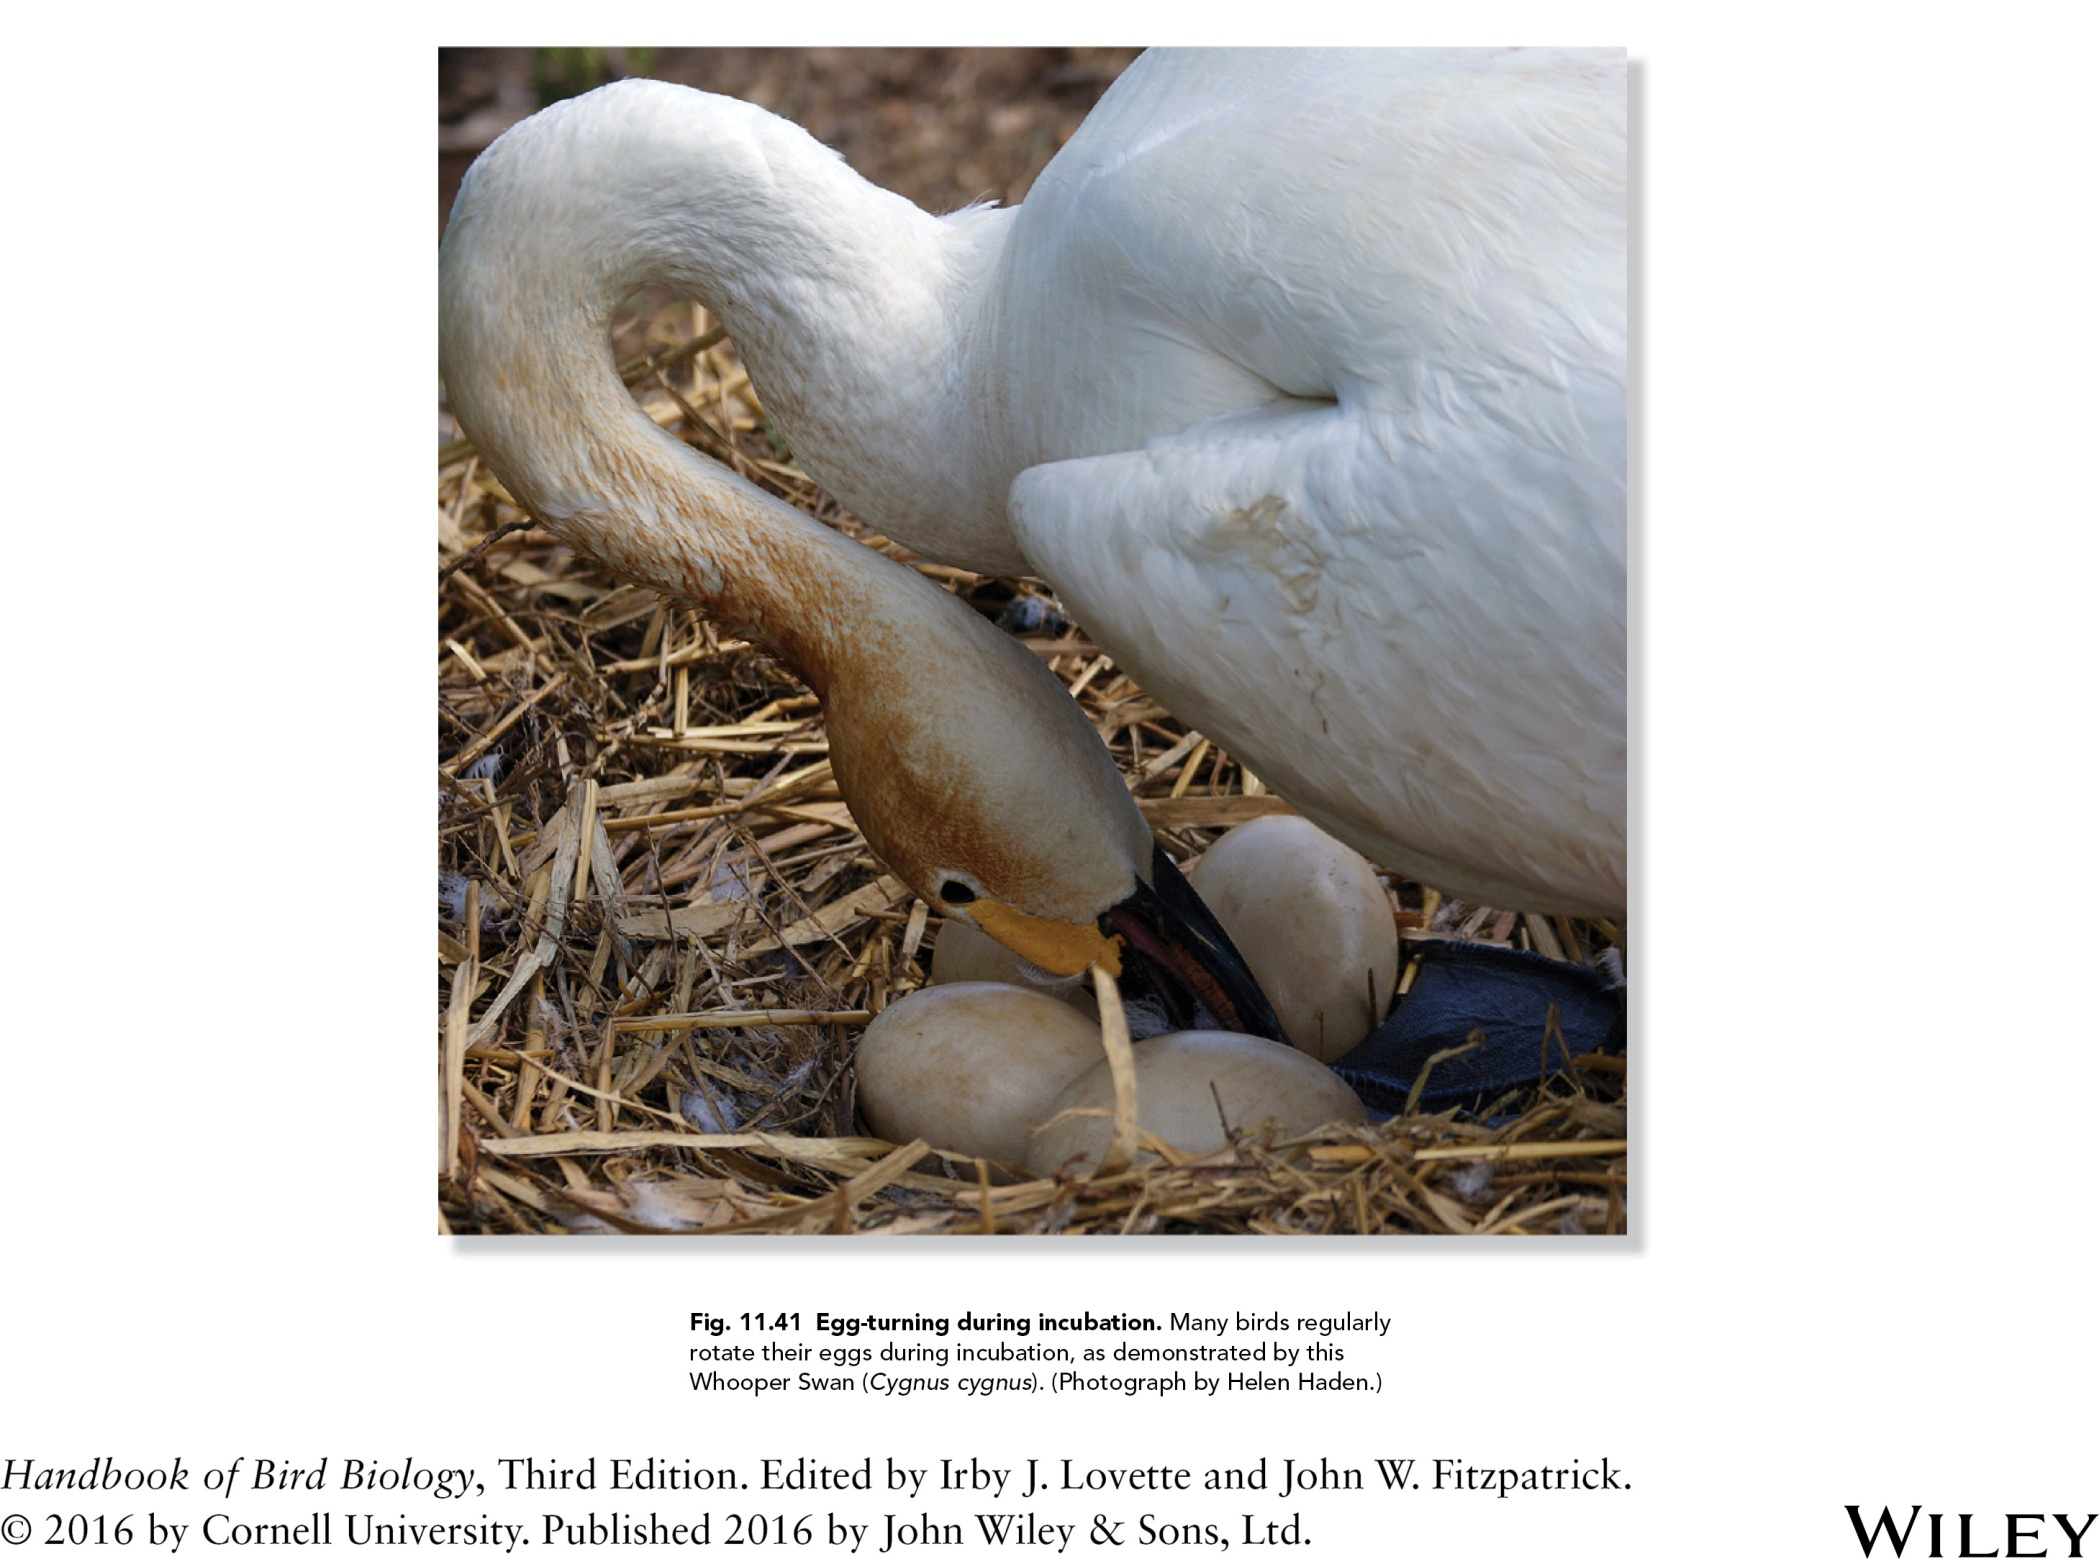 Fig. 11.41 Egg-turning during incubation. Many birds regularly
rotate their eggs during incubation, as demonstrated by this
Whooper Swan (Cygnus cygnus). (Photograph by Helen Haden.)
Handbook of Bird Biology, Third Edition. Edited by Irby J. Lovette and John W. Fitzpatrick.
© 2016 by Cornell University. Published 2016 by John Wiley & Sons, Ltd.
WILEY